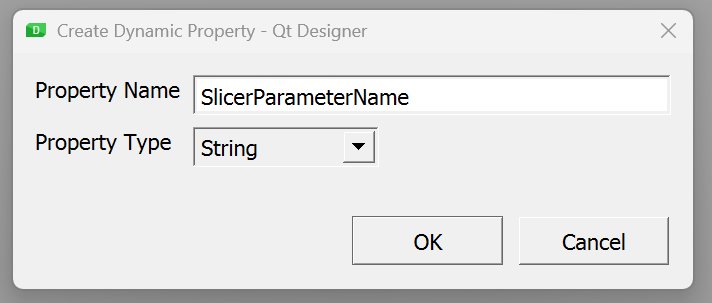 D Create Dynamic Property - Qt Designer
Property Name SlicerParameterName
Property Type String
OK Cancel